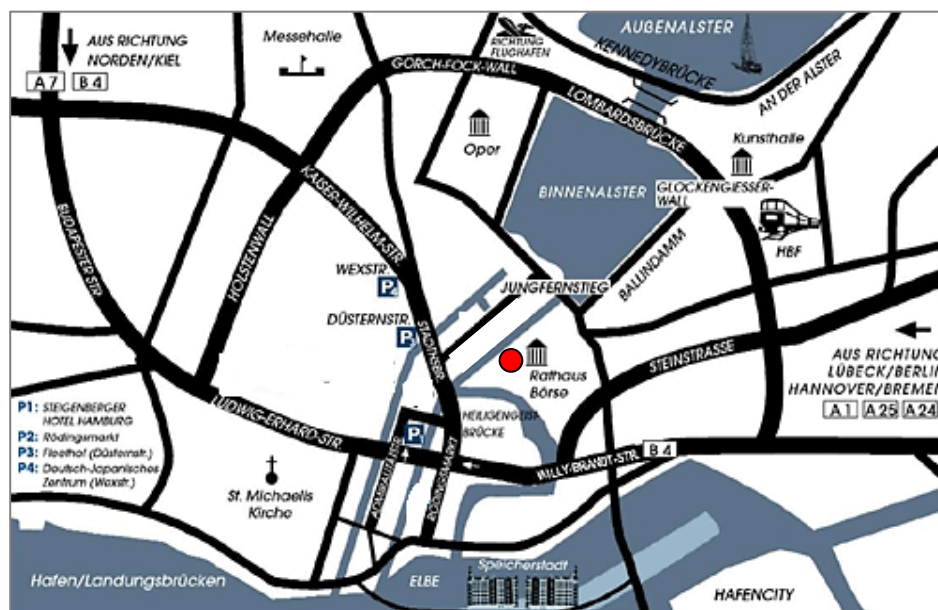 AUS RICHTUNG
NORDEN/KIEL
A7 B4
Messehalle
RICHTUNG
FLUGHAFEN
AUßENALSTER
KENNEDYBRÜCKE
AN DER ALSTER
GORCH-FOCK-WALL
LOMBARDSBRÜCKE
Oper
Kunsthalle
BINNENALSTER
GLOCKENGIESSER-
WALL
HBF
KAISER-WILHELM-STR.
HOLSTENWALL
BUDAPESTER STR.
WEXSTR.
P
DÜSTERNSTR.
P
STADTHSBR.
JUNGFERNSTIEG
BALLINDAMM
STEINSTRASSE
Rathaus
Börse
AUS RICHTUNG
LÜBECK/BERLIN
HANNOVER/BREMEN
A1 A25 A24
P1: STEIGENBERGER
HOTEL HAMBURG
P2: Rödingsmarkt
P3: Fleethof (Düsternstr.)
P4: Deutsch-Japanisches
Zentrum (Wexstr.)
LUDWIG-ERHARD-STR.
HEILIGENGEIST-
BRÜCKE
P
ADMIRALITÄTSTR.
RÖDINGSMARKT
WILLY-BRANDT-STR.
B4
St. Michaelis
Kirche
Hafen/Landungsbrücken
ELBE
Speicherstadt
HAFENCITY